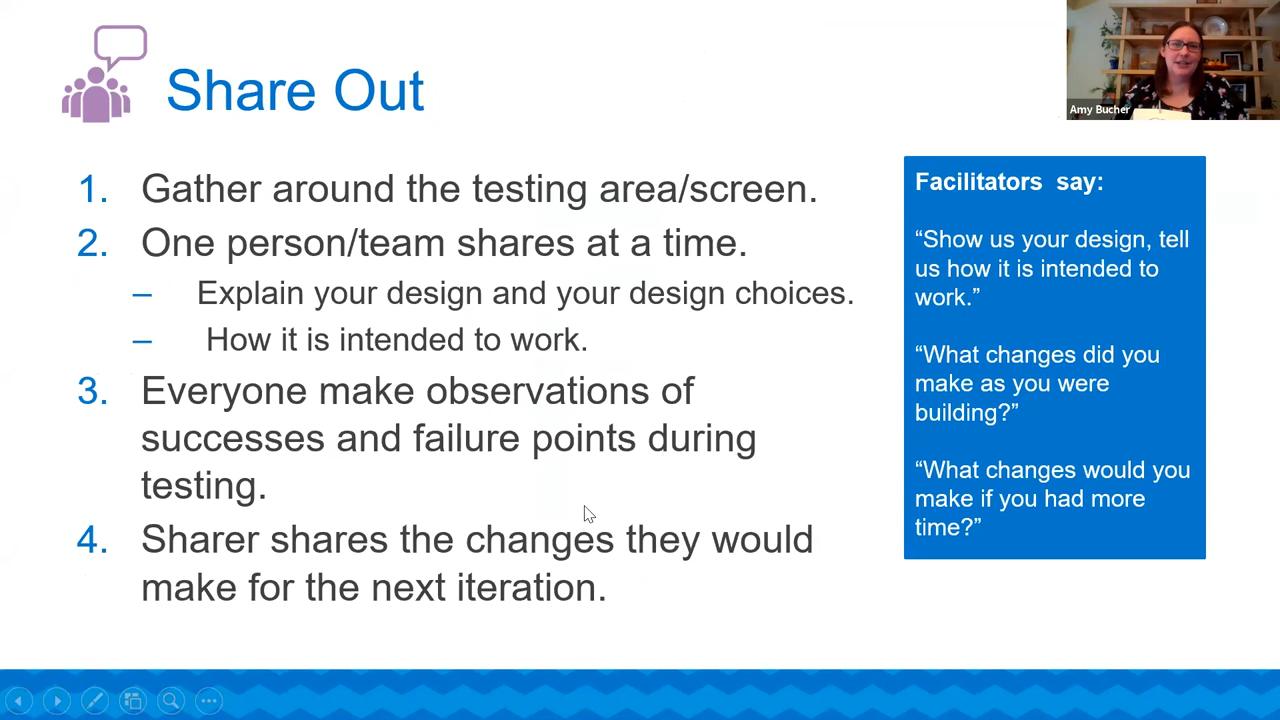 Share Out
Amy Bucher
1. Gather around the testing area/screen.
2. One person/team shares at a time.
– Explain your design and your design choices.
– How it is intended to work.
3. Everyone make observations of
successes and failure points during
testing.
4. Sharer shares the changes they would
make for the next iteration.
Facilitators say:
“Show us your design, tell
us how it is intended to
work.”
“What changes did you
make as you were
building?”
“What changes would you
make if you had more
time?”